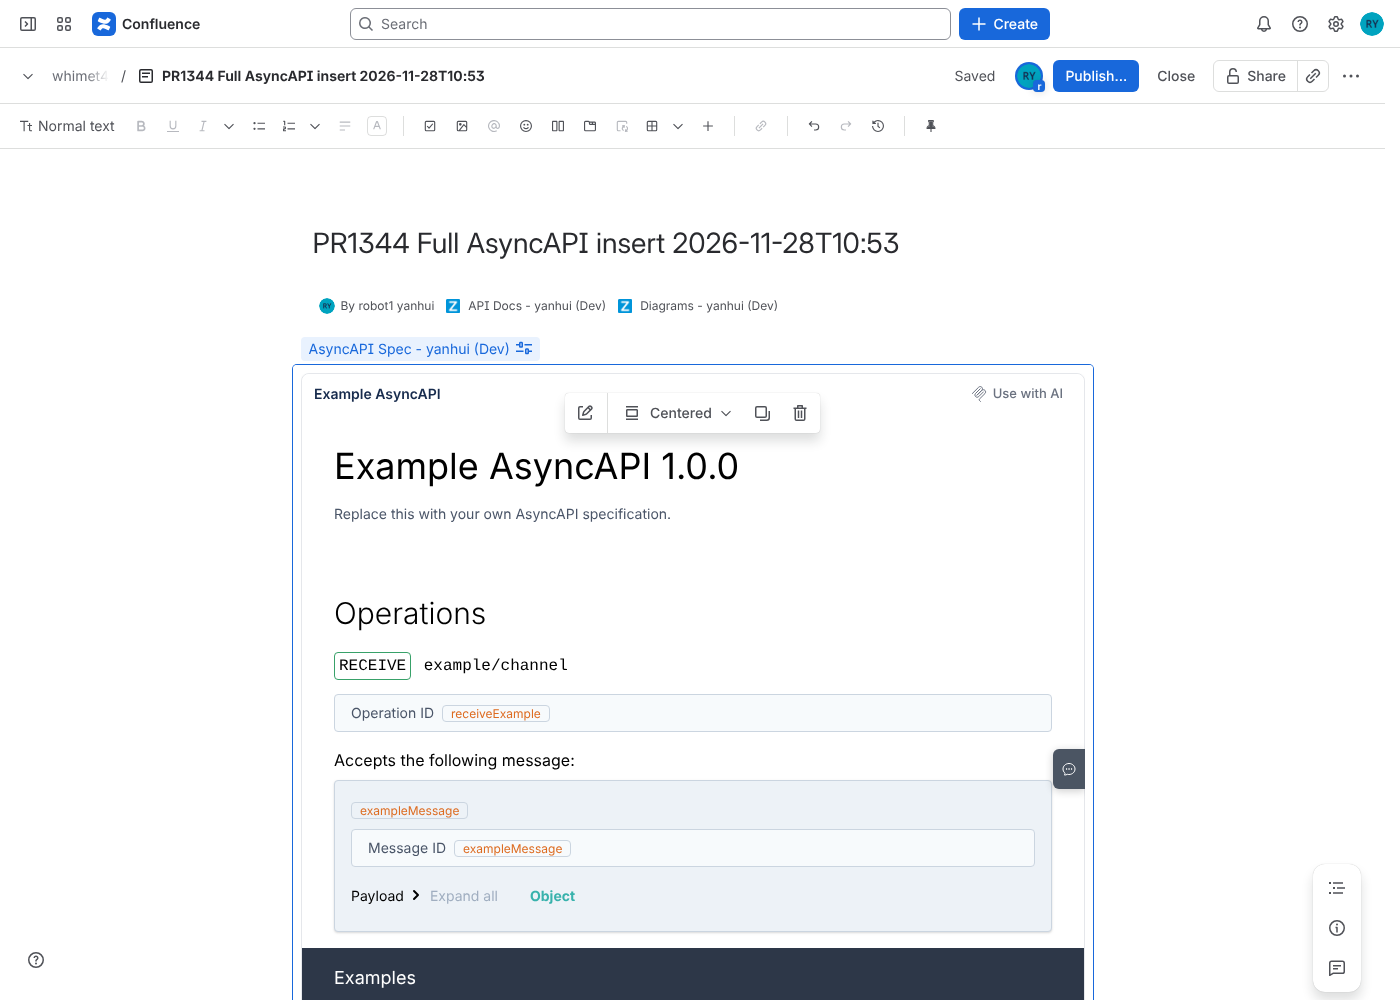 Confluence
Search
Create
RY
whimet4
/
PR1344 Full AsyncAPI insert 2026-11-28T10:53
Saved
RY
r
Publish...
Close
Share
Tt Normal text
B U I
A
PR1344 Full AsyncAPI insert 2026-11-28T10:53
RY By robot1 yanhui
Z API Docs - yanhui (Dev)
Z Diagrams - yanhui (Dev)
AsyncAPI Spec - yanhui (Dev)
Example AsyncAPI
Use with AI
Centered
Example AsyncAPI 1.0.0
Replace this with your own AsyncAPI specification.
Operations
RECEIVE example/channel
Operation ID receiveExample
Accepts the following message:
exampleMessage
Message ID exampleMessage
Payload Expand all Object
Examples